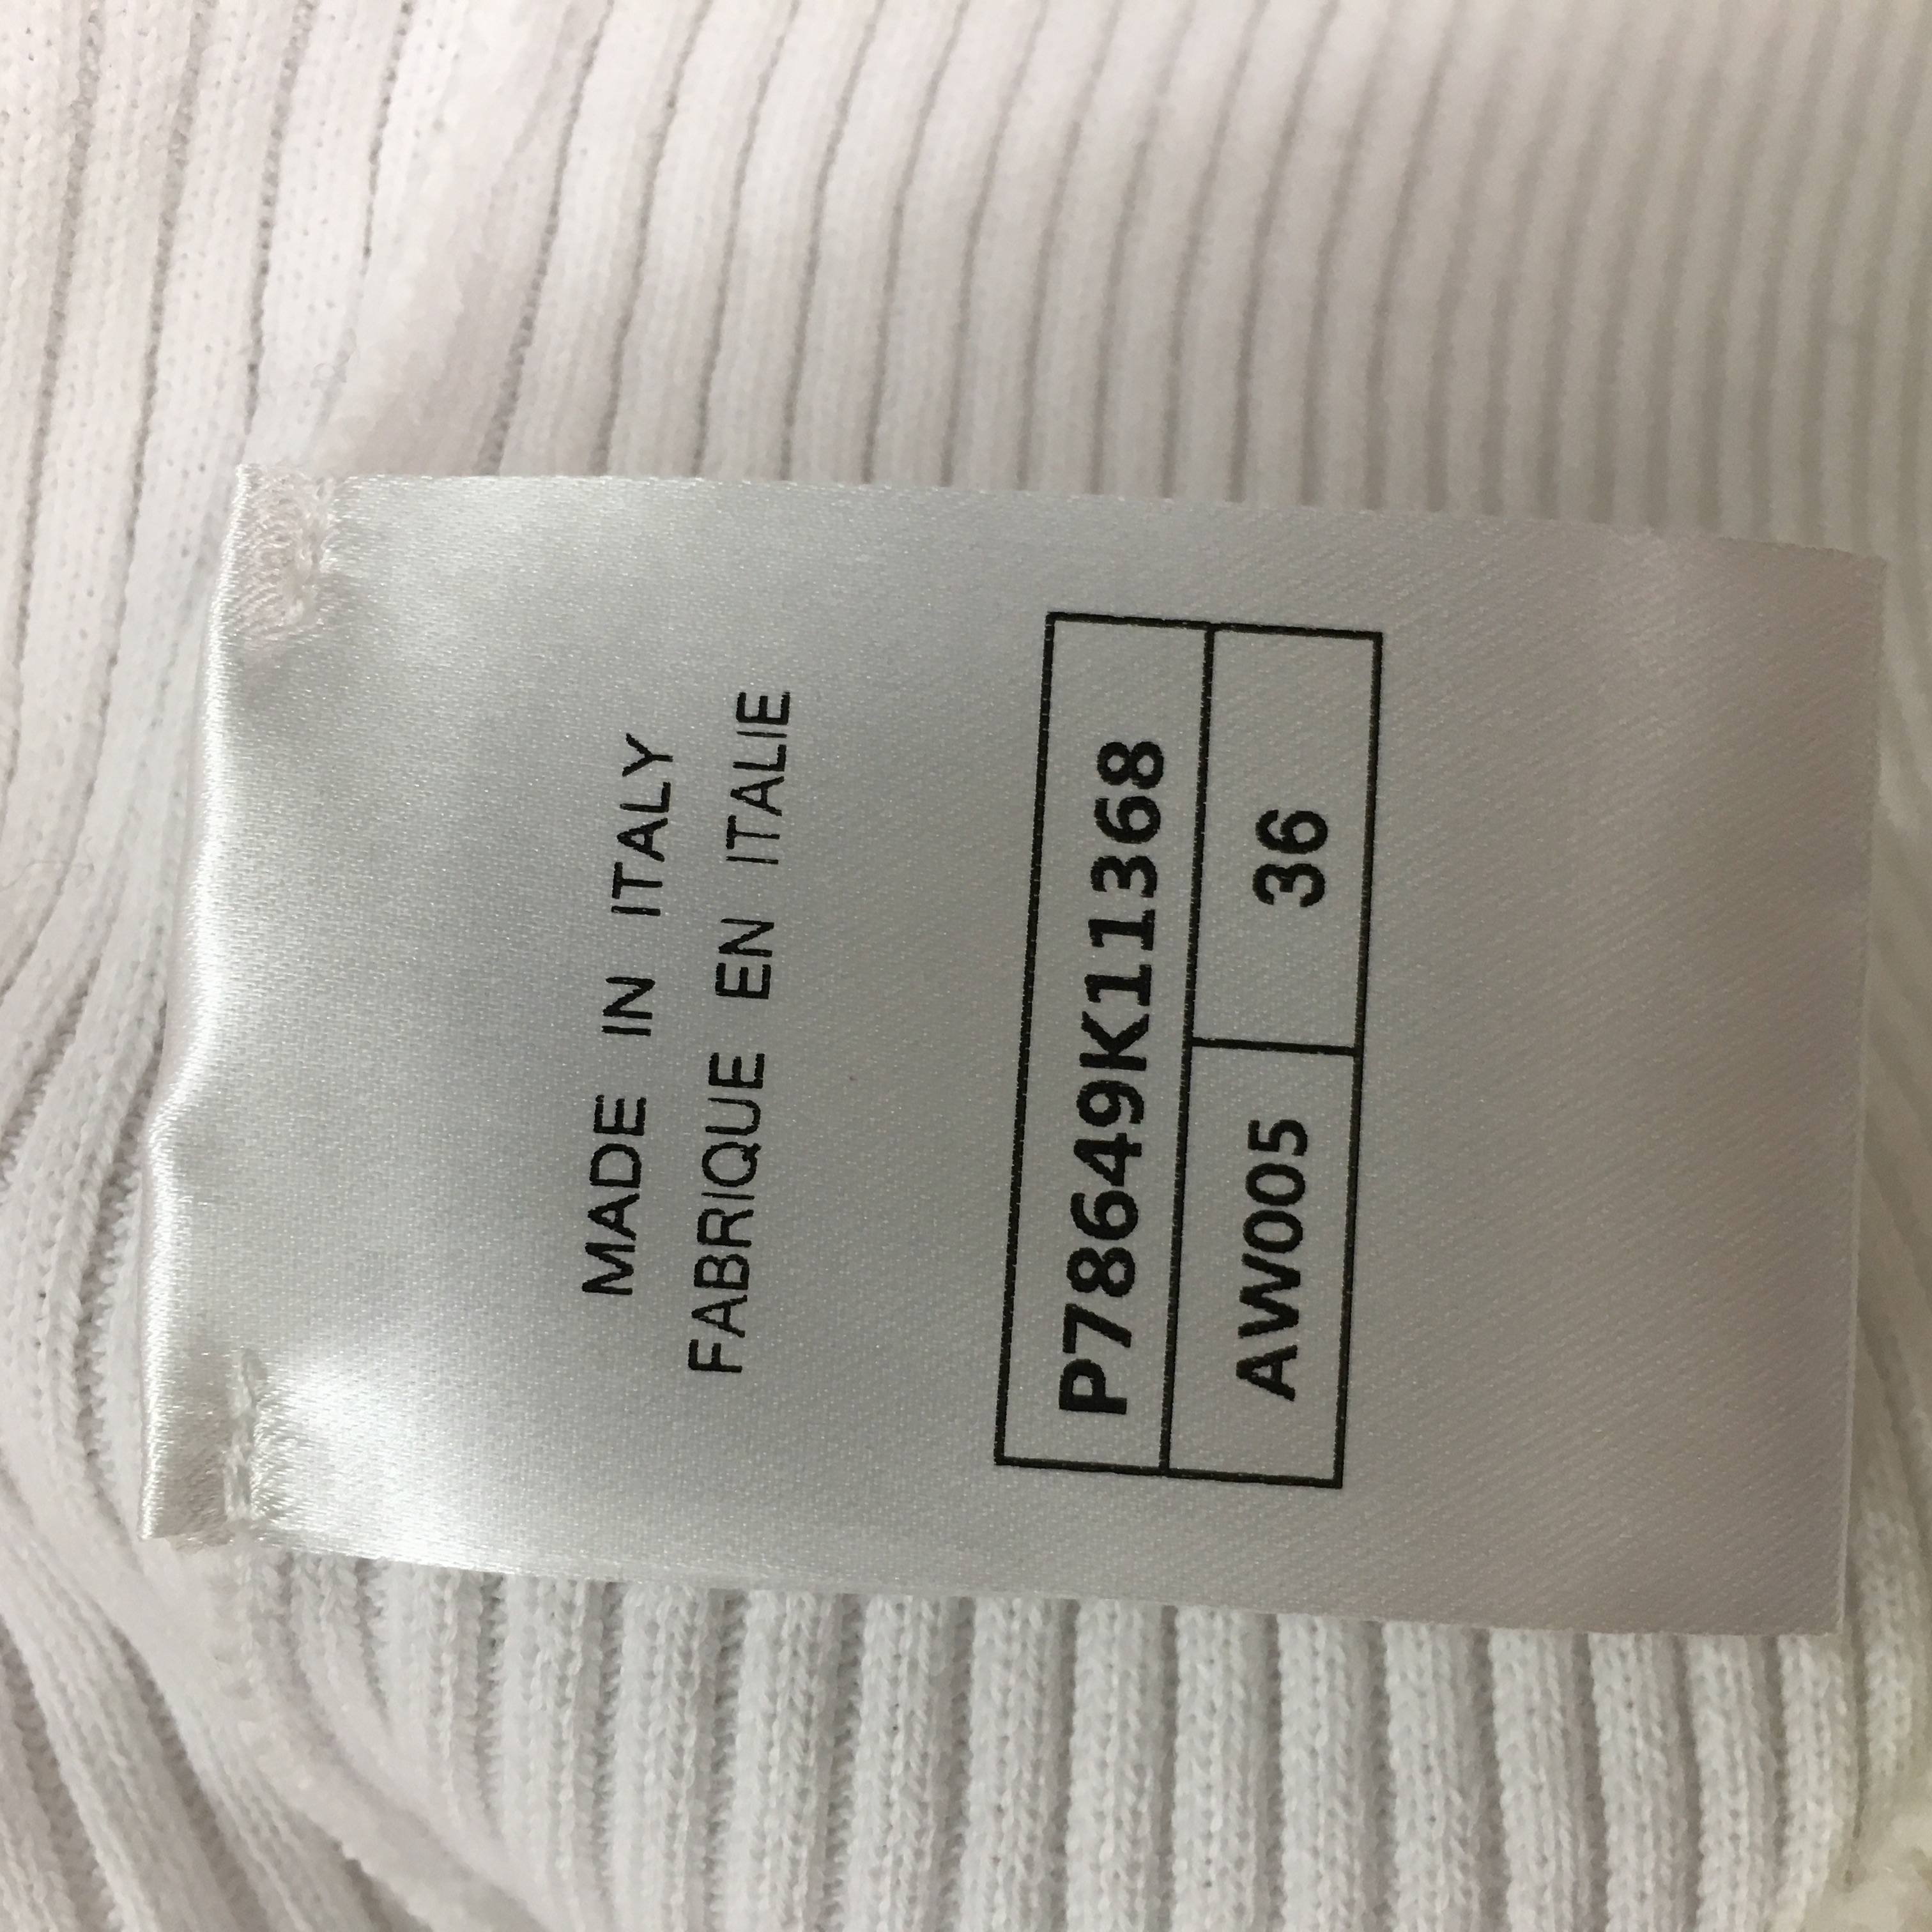 MADE IN ITALY
FABRIQUE EN ITALIE
P78649K11368
AW005 36